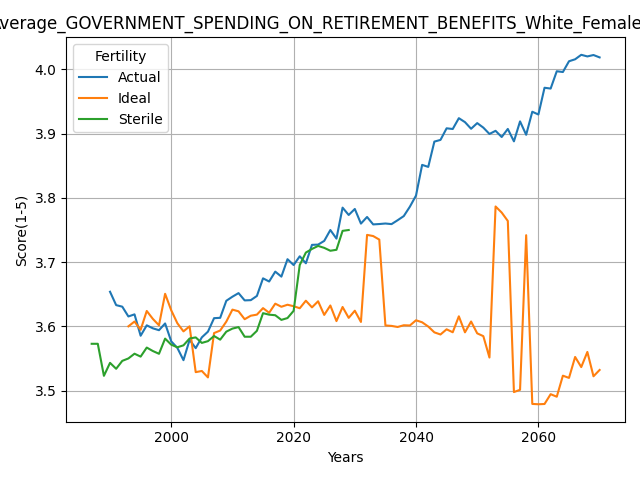 verage_GOVERNMENT_SPENDING_ON_RETIREMENT_BENEFITS_White_Female
Fertility
Actual
Ideal
Sterile
4.0
3.9
3.8
3.7
3.6
3.5
Score(1-5)
2000
2020
2040
2060
Years